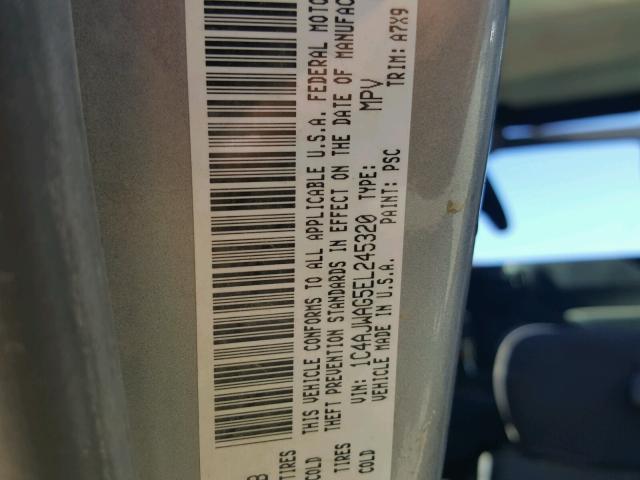 B
TIRES
COLD
THIS VEHICLE CONFORMS TO ALL APPLICABLE U.S.A. FEDERAL MOTO
THEFT PREVENTION STANDARDS IN EFFECT ON THE DATE OF MANUFAC
TIRES
COLD
VIN: 1C4AJWAG5EL245320 TYPE: MPV
VEHICLE MADE IN U.S.A. PAINT: PSC TRIM: A7X9